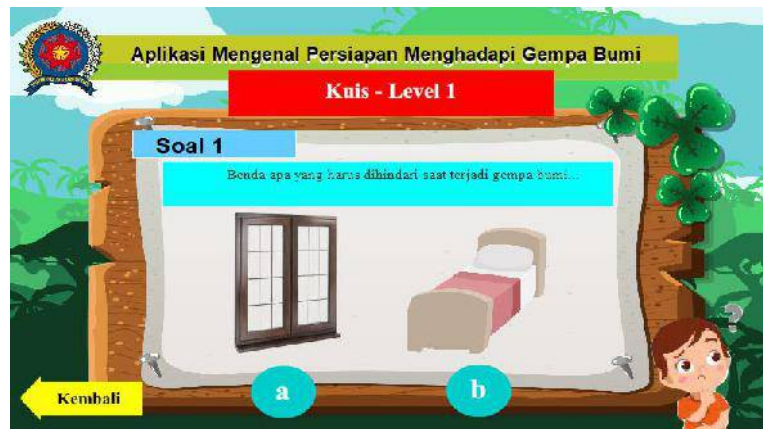 Aplikasi Mengenal Persiapan Menghadapi Gempa Bumi
Kuis - Level 1
Soal 1
Benda apa yang harus dihindari saat terjadi gempa bumi...
Kembali
a
b
?